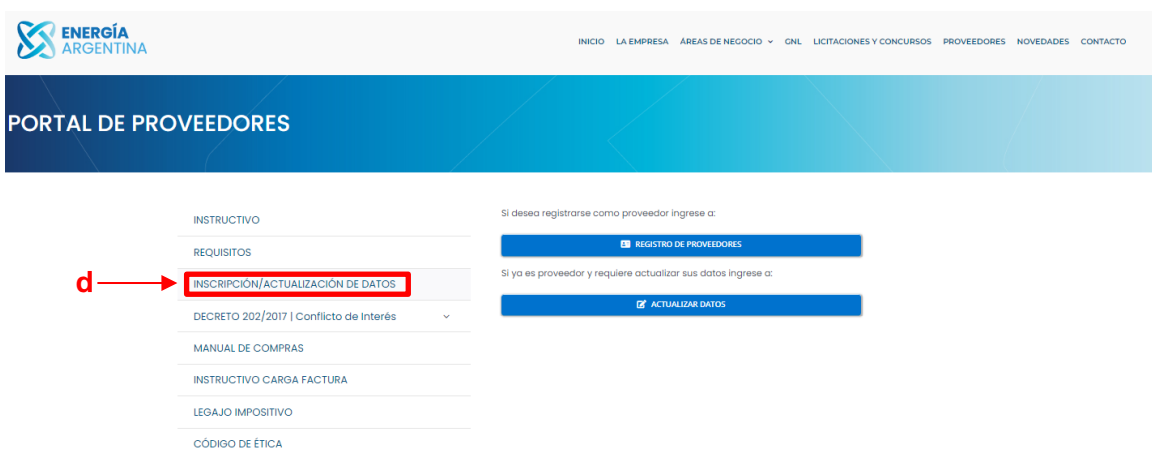 ENERGÍA
ARGENTINA
INICIO LA EMPRESA ÁREAS DE NEGOCIO GNL LICITACIONES Y CONCURSOS PROVEEDORES NOVEDADES CONTACTO
PORTAL DE PROVEEDORES
INSTRUCTIVO
REQUISITOS
d
INSCRIPCIÓN/ACTUALIZACIÓN DE DATOS
DECRETO 202/2017 | Conflicto de Interés
MANUAL DE COMPRAS
INSTRUCTIVO CARGA FACTURA
LEGAJO IMPOSITIVO
CÓDIGO DE ÉTICA
Si desea registrarse como proveedor ingrese a:
REGISTRO DE PROVEEDORES
Si ya es proveedor y requiere actualizar sus datos ingrese a:
ACTUALIZAR DATOS